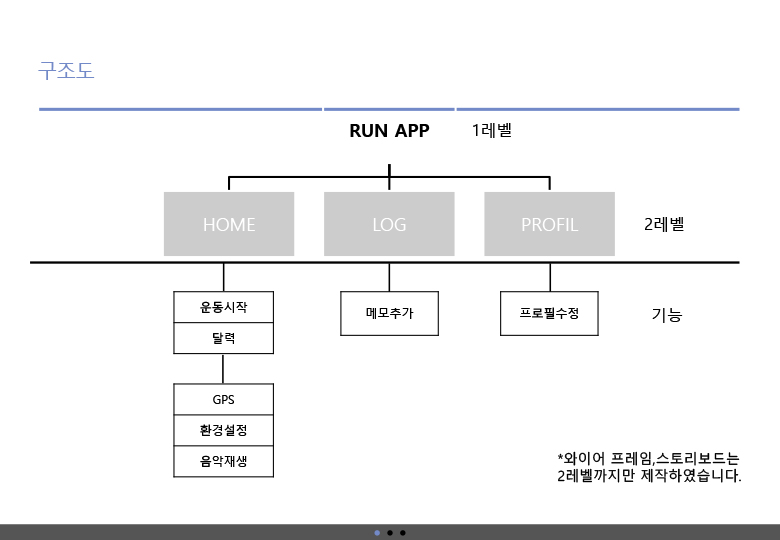 구조도
RUN APP
1레벨
HOME
LOG
PROFIL
2레벨
운동시작
달력
메모추가
프로필수정
기능
GPS
환경설정
음악재생
*와이어 프레임,스토리보드는
2레벨까지만 제작하였습니다.